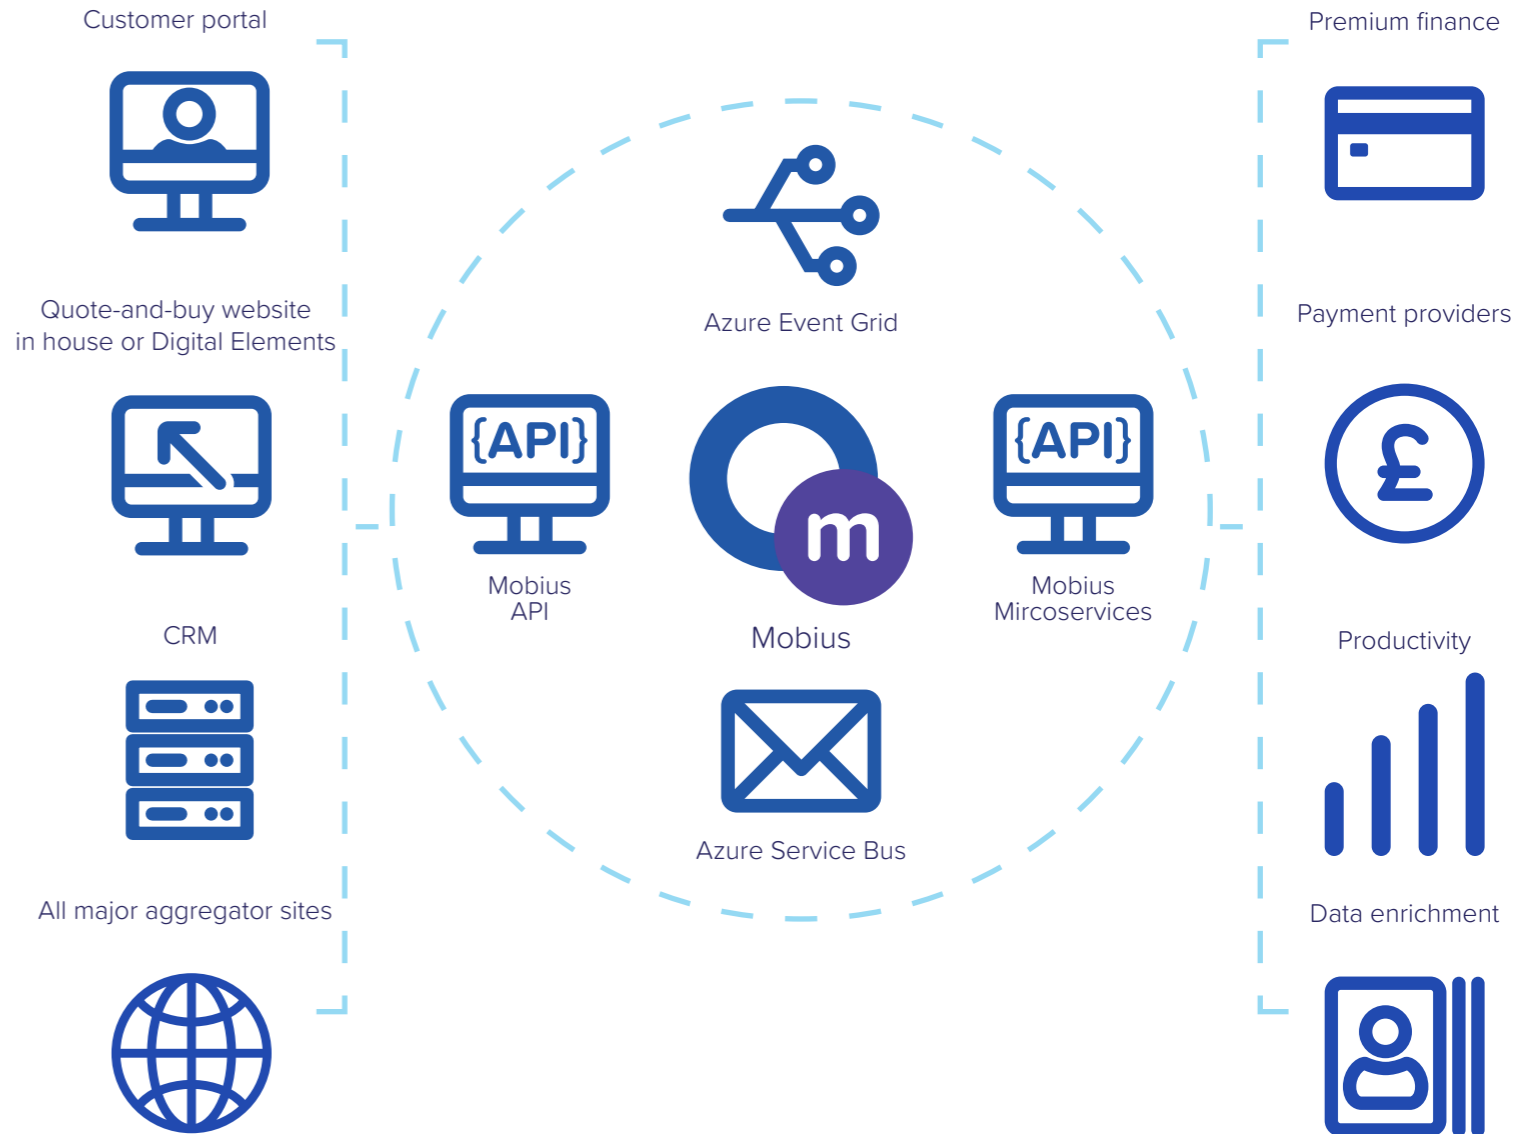 Customer portal
Quote-and-buy website
in house or Digital Elements
CRM
All major aggregator sites
Azure Event Grid
{API}
Mobius
API
m
Mobius
{API}
Mobius
Mircoservices
Azure Service Bus
Premium finance
Payment providers
£
Productivity
Data enrichment